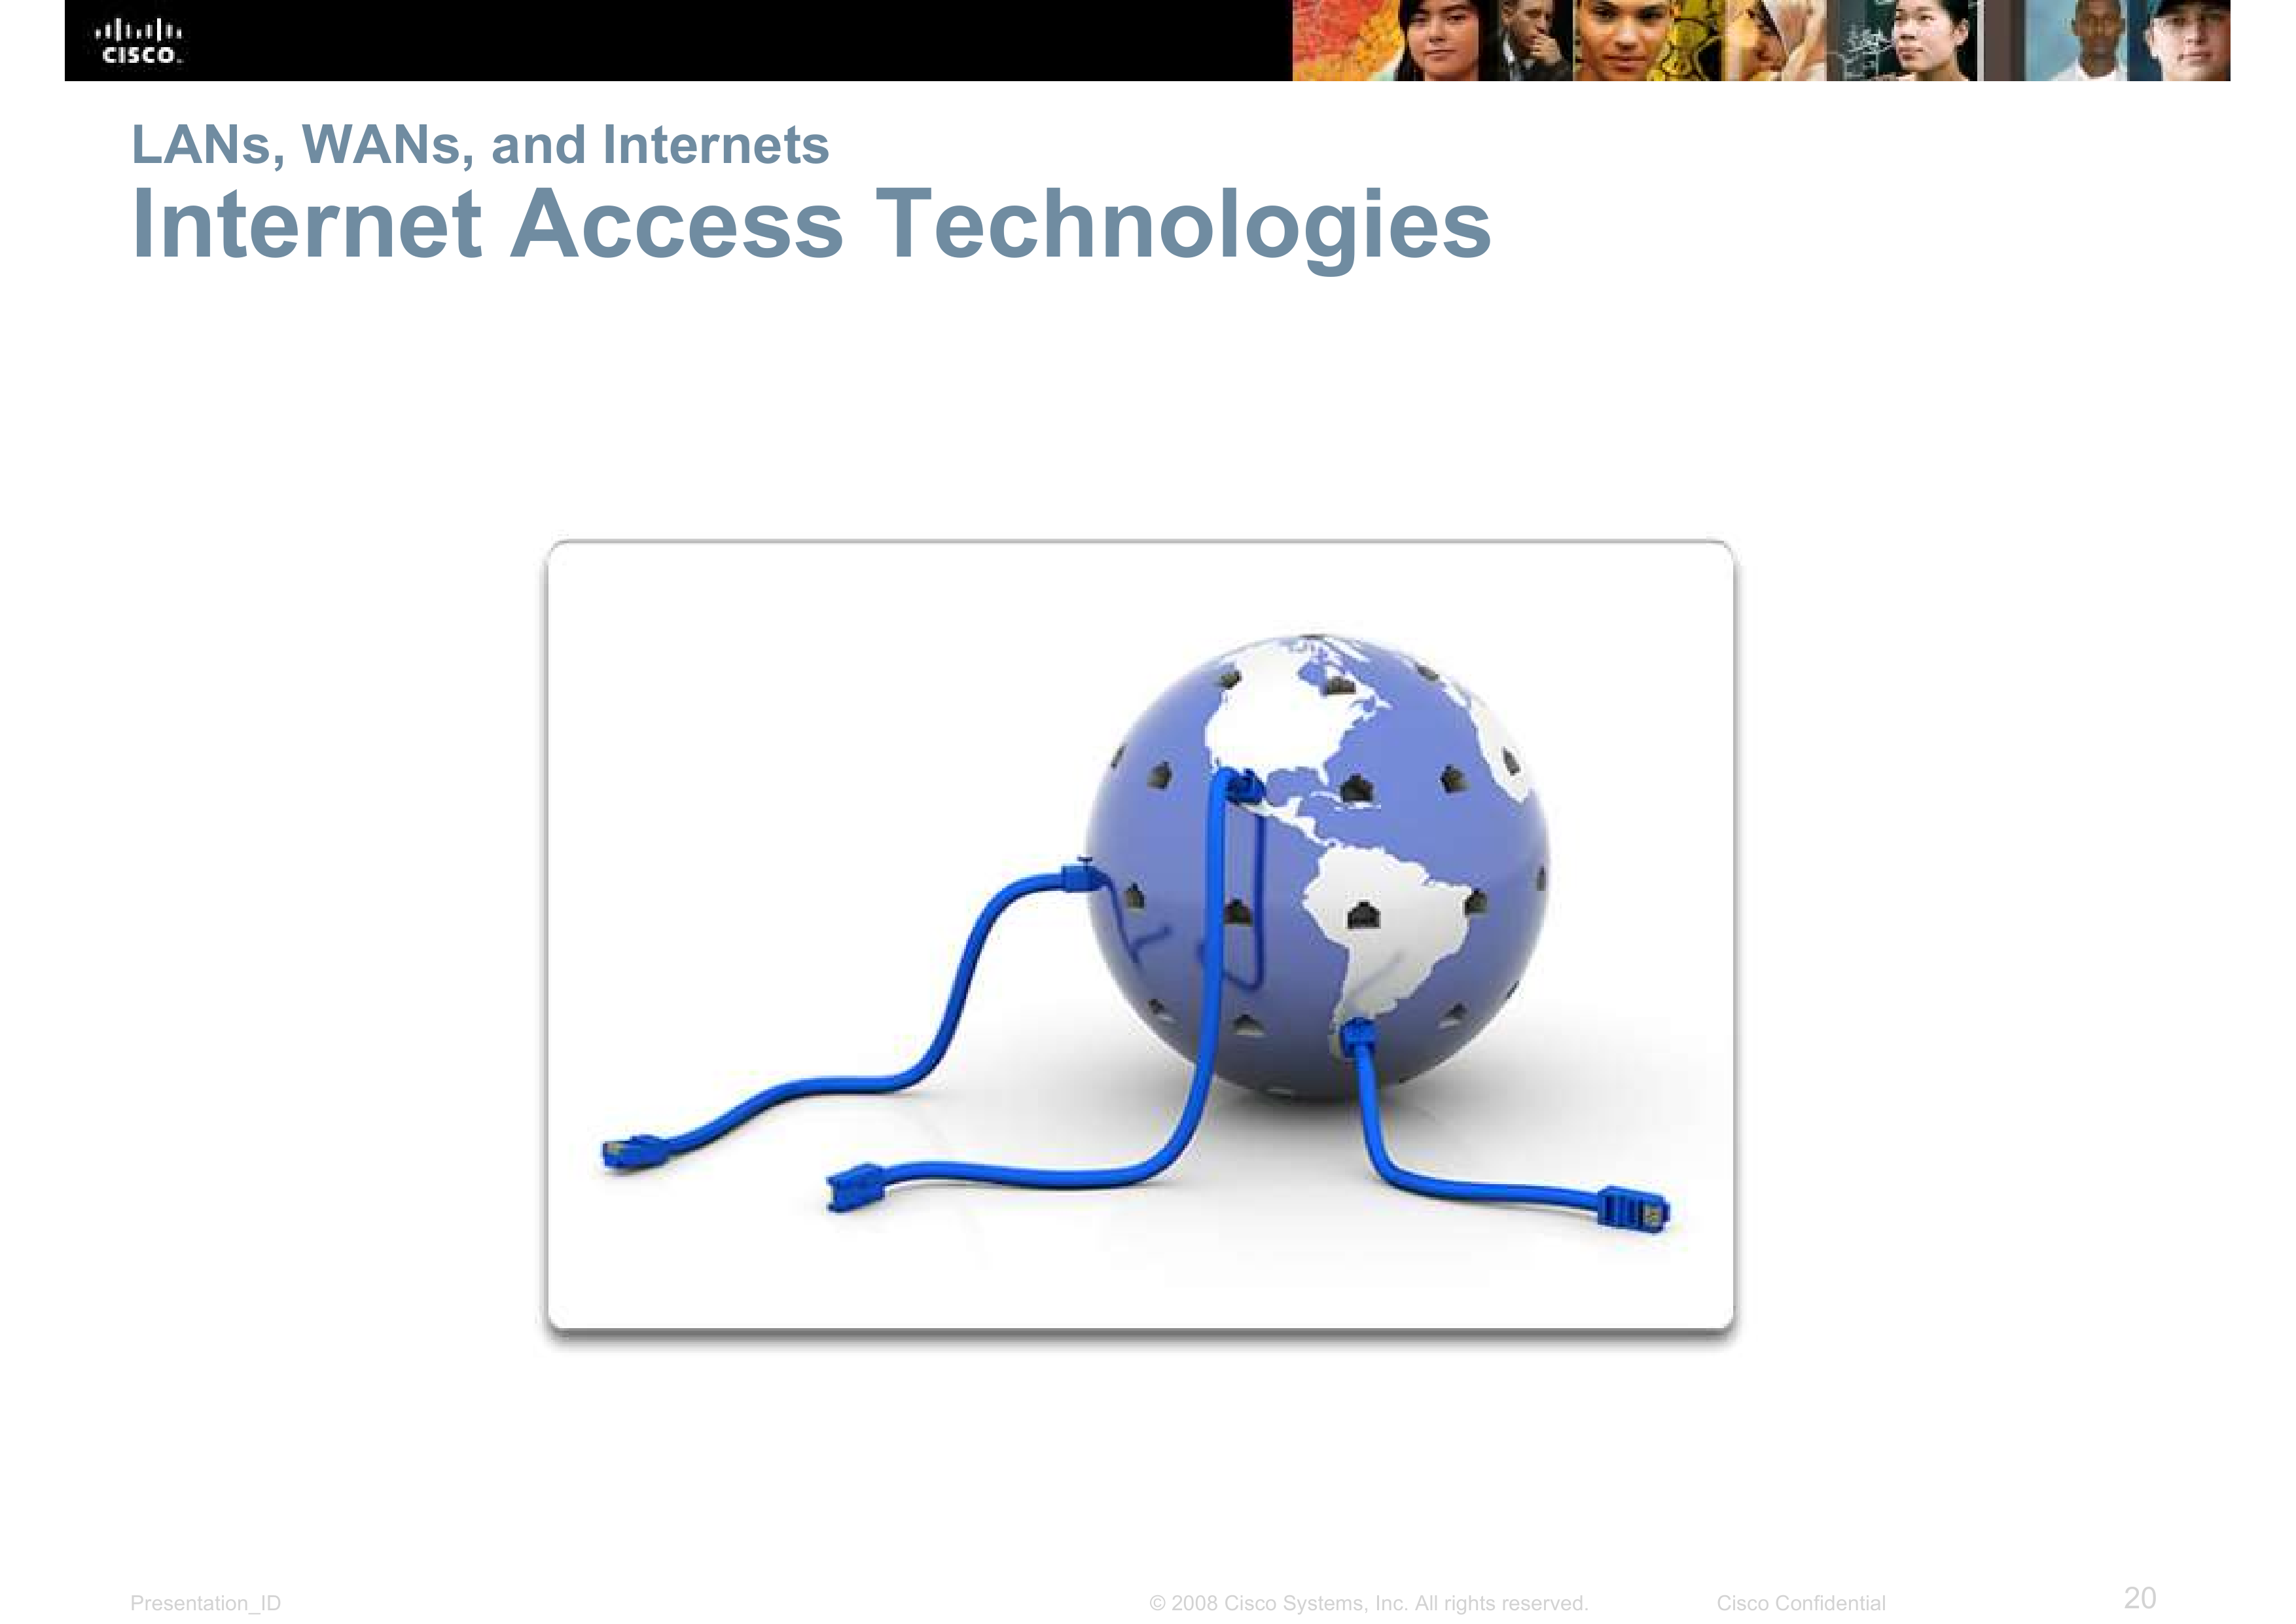 CISCO
LANs, WANs, and Internets
Internet Access Technologies
Presentation_ID
© 2008 Cisco Systems, Inc. All rights reserved.
Cisco Confidential
20